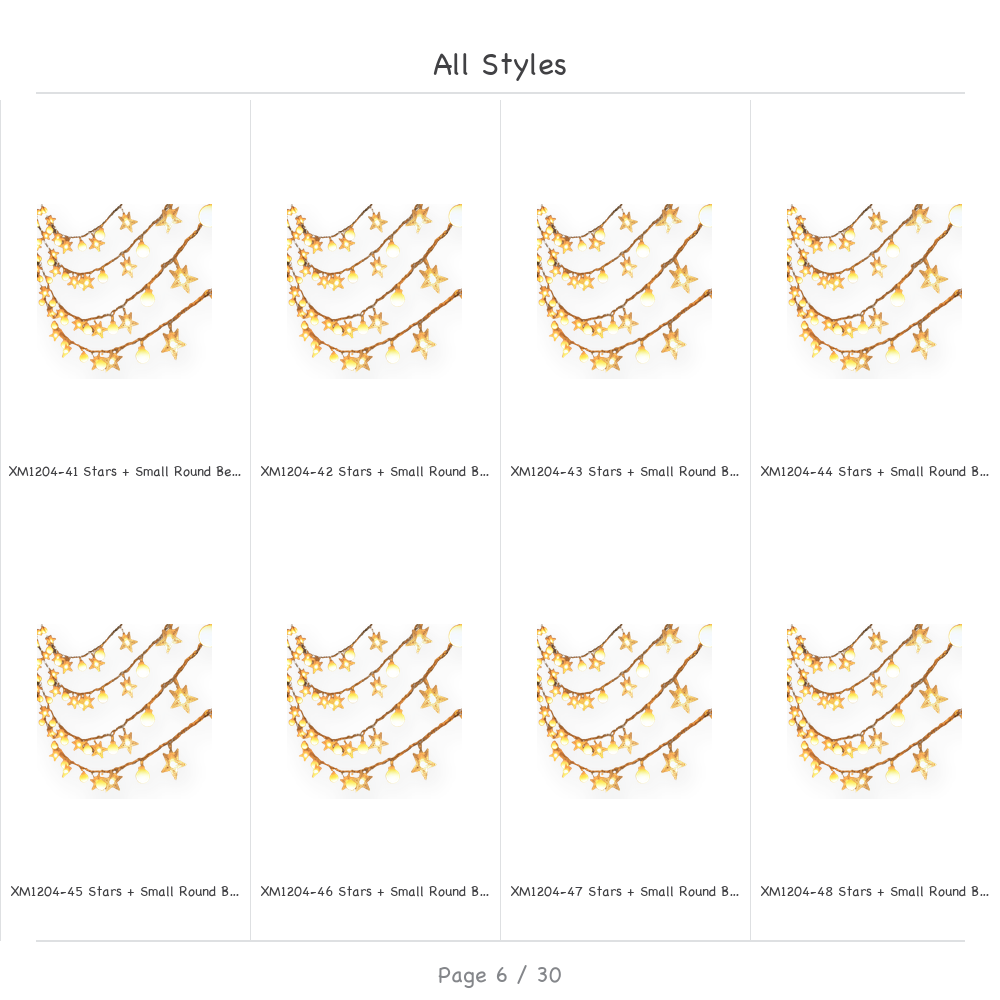 All Styles
XM1204-41 Stars + Small Round Be...
XM1204-42 Stars + Small Round B...
XM1204-43 Stars + Small Round B...
XM1204-44 Stars + Small Round B...
XM1204-45 Stars + Small Round B...
XM1204-46 Stars + Small Round B...
XM1204-47 Stars + Small Round B...
XM1204-48 Stars + Small Round B...
Page 6 / 30